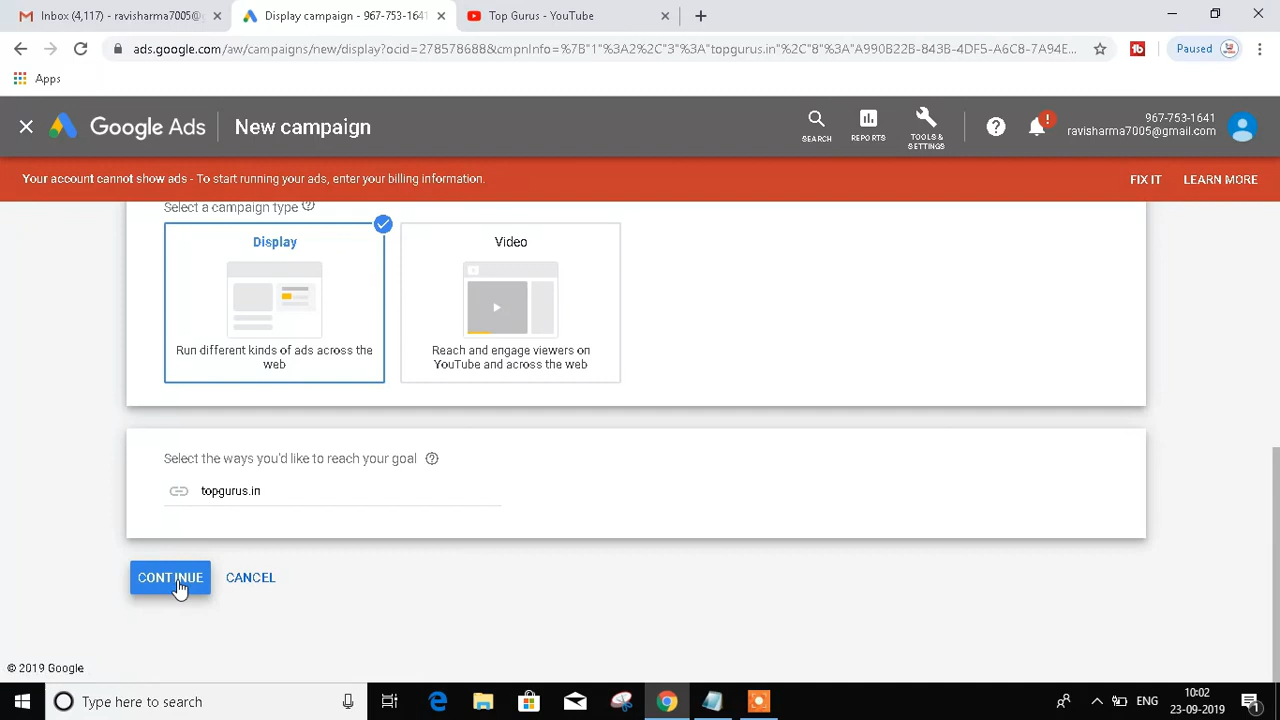 Inbox (4,117) - ravisharma7005@g
Display campaign - 967-753-1641
Top Gurus - YouTube
ads.google.com/aw/campaigns/new/display?ocid=278578688&cmpnInfo=%7B"1"%3A2%2C"3"%3A"topgurus.in"%2C"8"%3A"A990B22B-843B-4DF5-A6C8-7A94E...
Paused
Apps
Google Ads
New campaign
SEARCH
REPORTS
TOOLS &
SETTINGS
967-753-1641
ravisharma7005@gmail.com
Your account cannot show ads - To start running your ads, enter your billing information.
FIX IT
LEARN MORE
Select a campaign type
Display
Run different kinds of ads across the
web
Video
Reach and engage viewers on
YouTube and across the web
Select the ways you'd like to reach your goal
topgurus.in
CONTINUE
CANCEL
© 2019 Google
Type here to search
ENG
10:02
23-09-2019